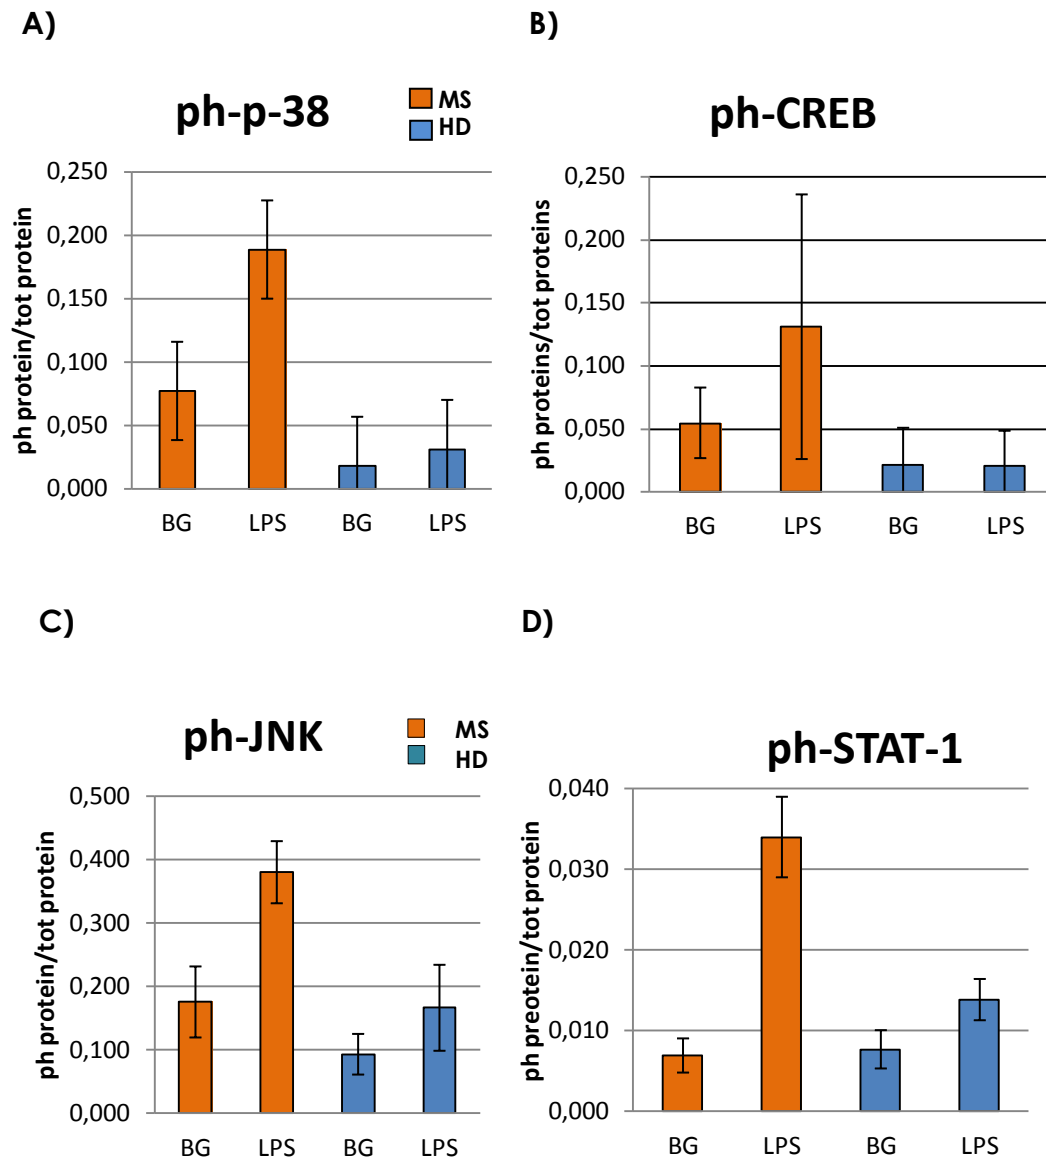 A)
ph-p-38
MS
HD
ph protein/tot protein
0,250
0,200
0,150
0,100
0,050
0,000
BG LPS BG LPS
B)
ph-CREB
ph proteins/tot proteins
0,250
0,200
0,150
0,100
0,050
0,000
BG LPS BG LPS
C)
ph-JNK
MS
HD
ph protein/tot protein
0,500
0,400
0,300
0,200
0,100
0,000
BG LPS BG LPS
D)
ph-STAT-1
ph preotein/tot protein
0,040
0,030
0,020
0,010
0,000
BG LPS BG LPS